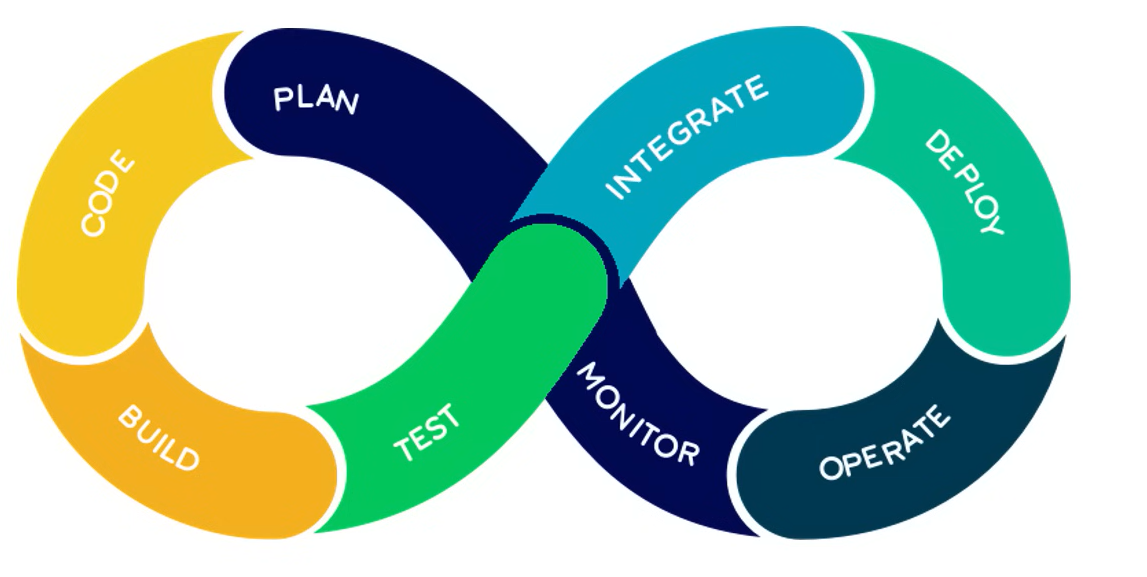 PLAN
CODE
BUILD
TEST
INTEGRATE
DEPLOY
OPERATE
MONITOR